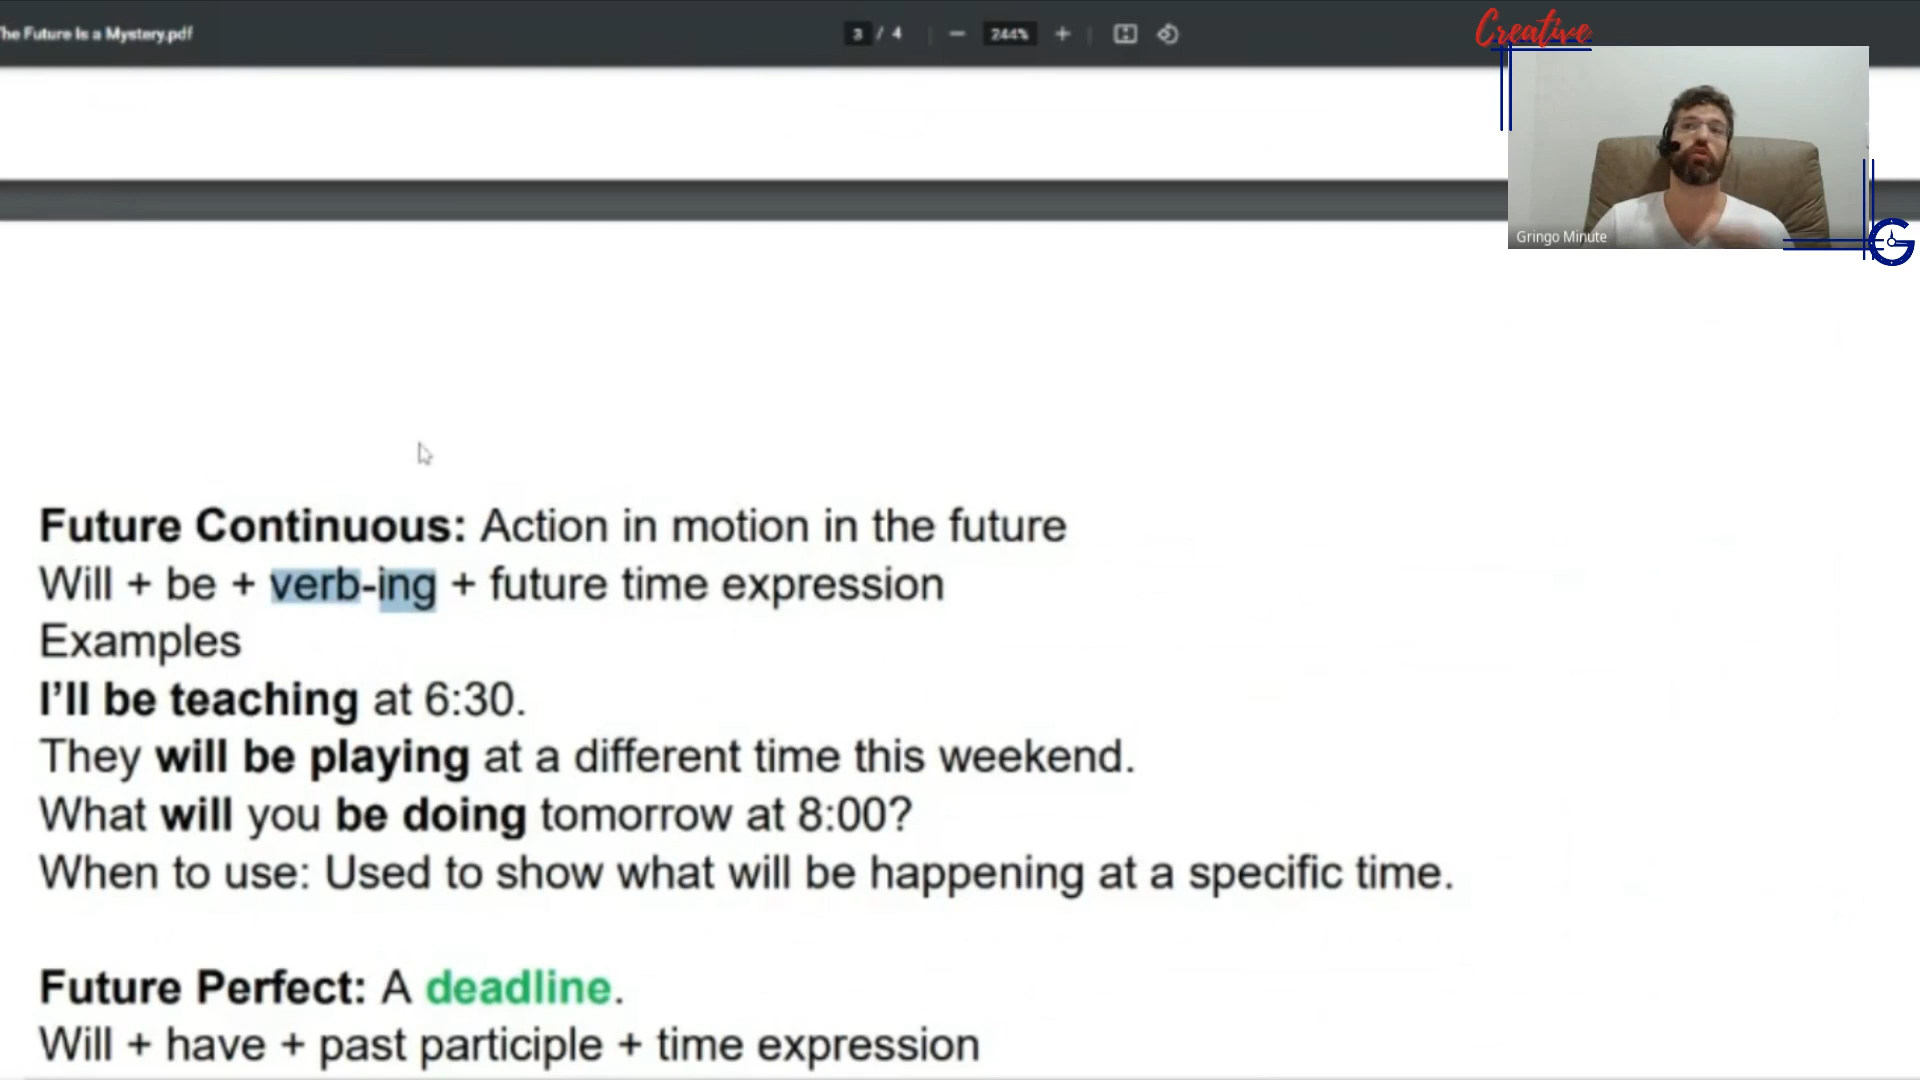 he Future Is a Mystery.pdf
3 / 4
244%
Creative
Gringo Minute
G
Future Continuous: Action in motion in the future
Will + be + verb-ing + future time expression
Examples
I’ll be teaching at 6:30.
They will be playing at a different time this weekend.
What will you be doing tomorrow at 8:00?
When to use: Used to show what will be happening at a specific time.
Future Perfect: A deadline.
Will + have + past participle + time expression